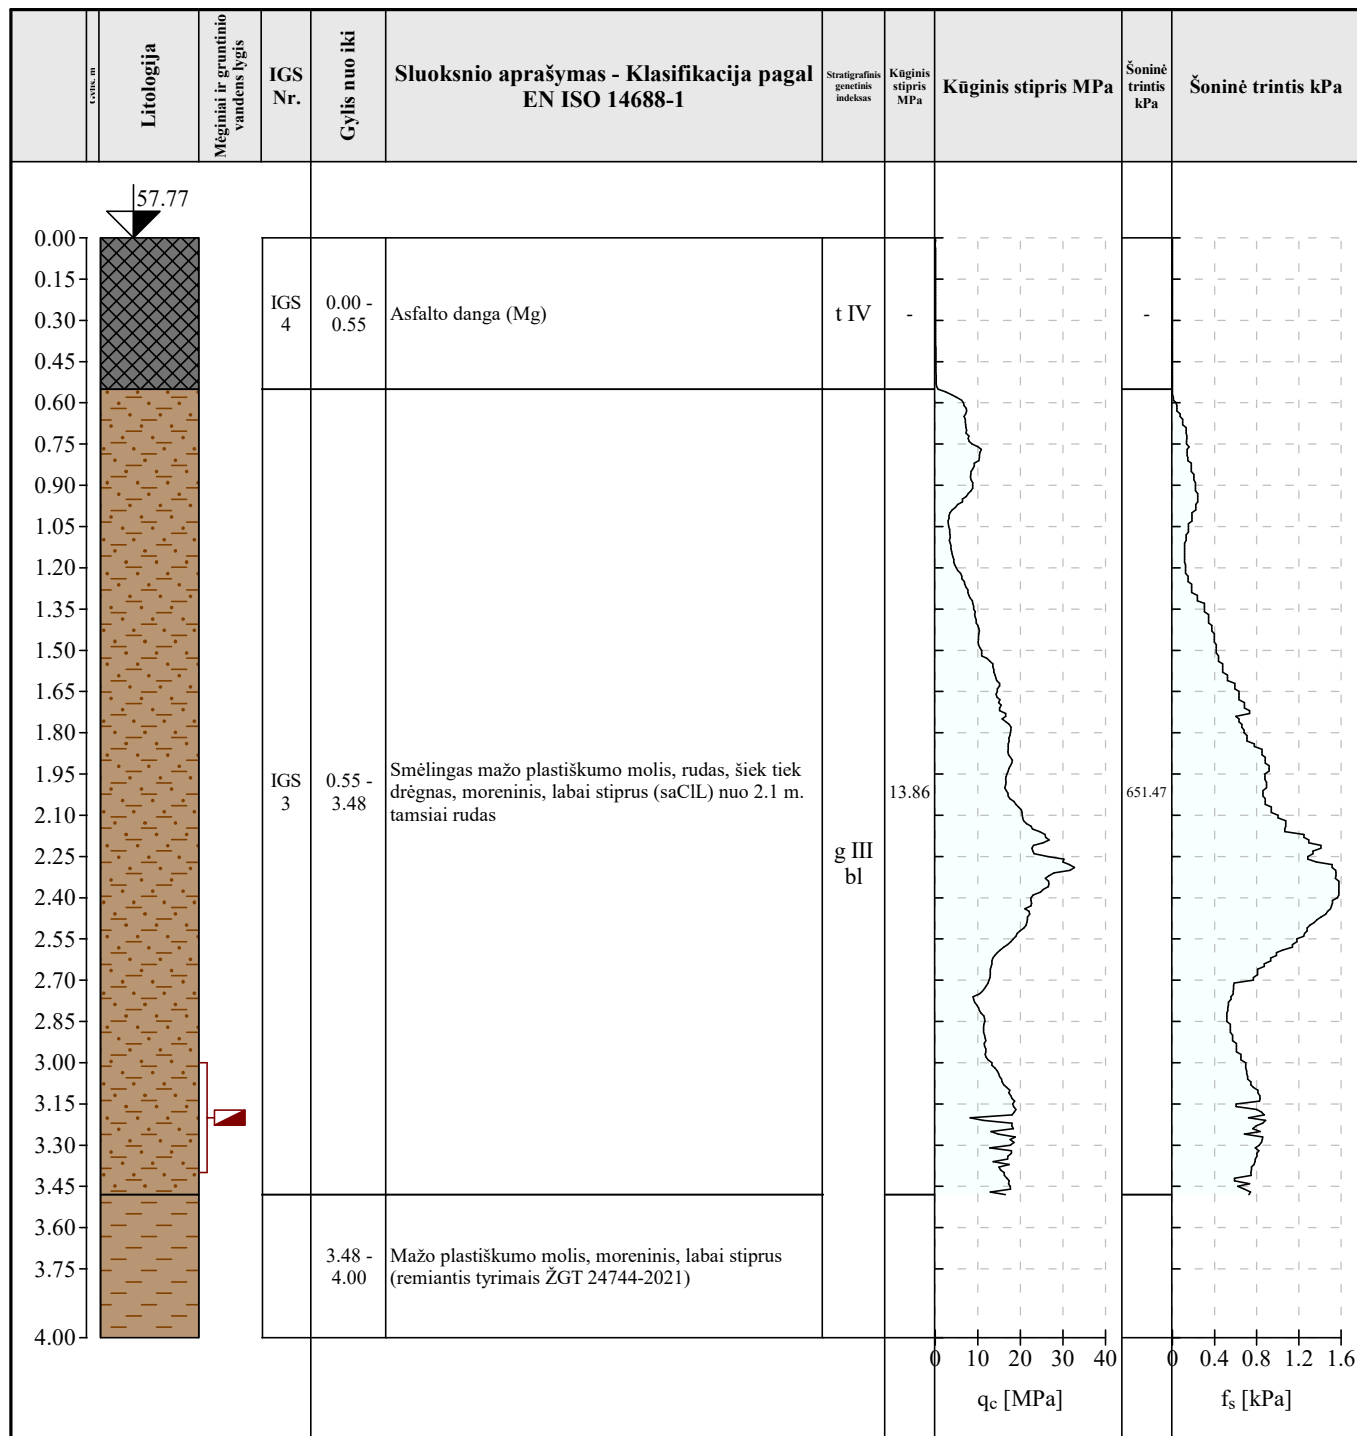 Gylis, m
Litologija
Mėginiai ir gruntinio
vandens lygis
IGS
Nr.
Gylis nuo iki
Sluoksnio aprašymas - Klasifikacija pagal
EN ISO 14688-1
Stratigrafinis
genetinis
indeksas
Kūginis
stipris
MPa
Kūginis stipris MPa
Šoninė
trintis
kPa
Šoninė trintis kPa
57.77
0.00
0.15
0.30
0.45
0.60
0.75
0.90
1.05
1.20
1.35
1.50
1.65
1.80
1.95
2.10
2.25
2.40
2.55
2.70
2.85
3.00
3.15
3.30
3.45
3.60
3.75
4.00
IGS
4
0.00 -
0.55
Asfalto danga (Mg)
t IV
-
-
IGS
3
0.55 -
3.48
Smėlingas mažo plastiškumo molis, rudas, šiek tiek
drėgnas, moreninis, labai stiprus (saClL) nuo 2.1 m.
tamsiai rudas
g III
bl
13.86
651.47
3.48 -
4.00
Mažo plastiškumo molis, moreninis, labai stiprus
(remiantis tyrimais ŽGT 24744-2021)
0 10 20 30 40
qc [MPa]
0 0.4 0.8 1.2 1.6
fs [kPa]